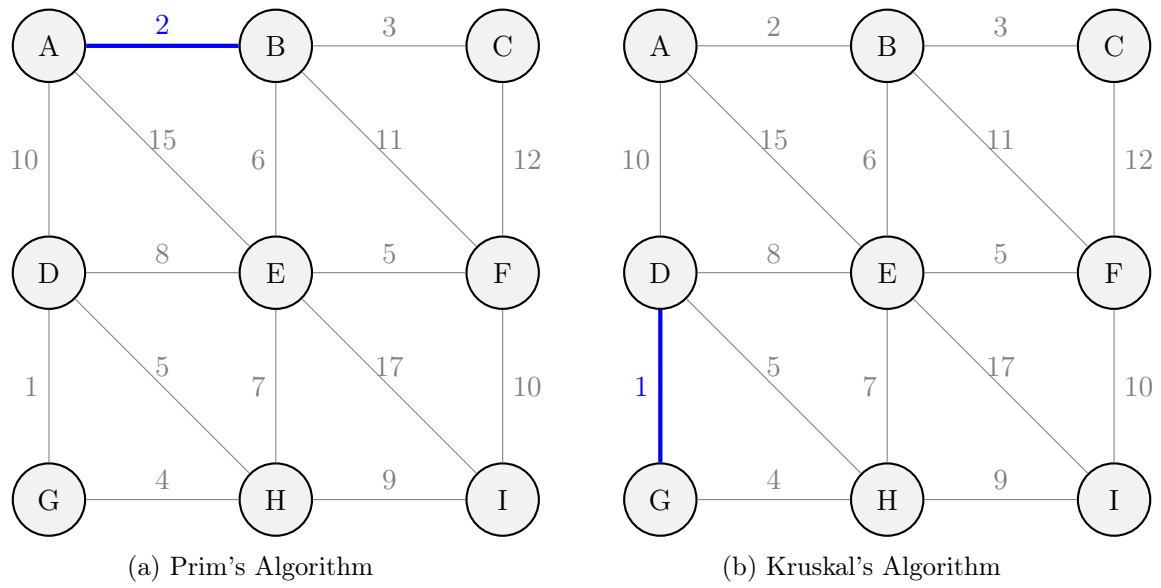 2 3 2 3
A B C A B C
15 11 15 11
10 6 12 10 6 12
8 5 8 5
D E F D E F
5 17 5 17
1 7 10 1 7 10
4 9 4 9
G H I G H I
(a) Prim's Algorithm (b) Kruskal's Algorithm